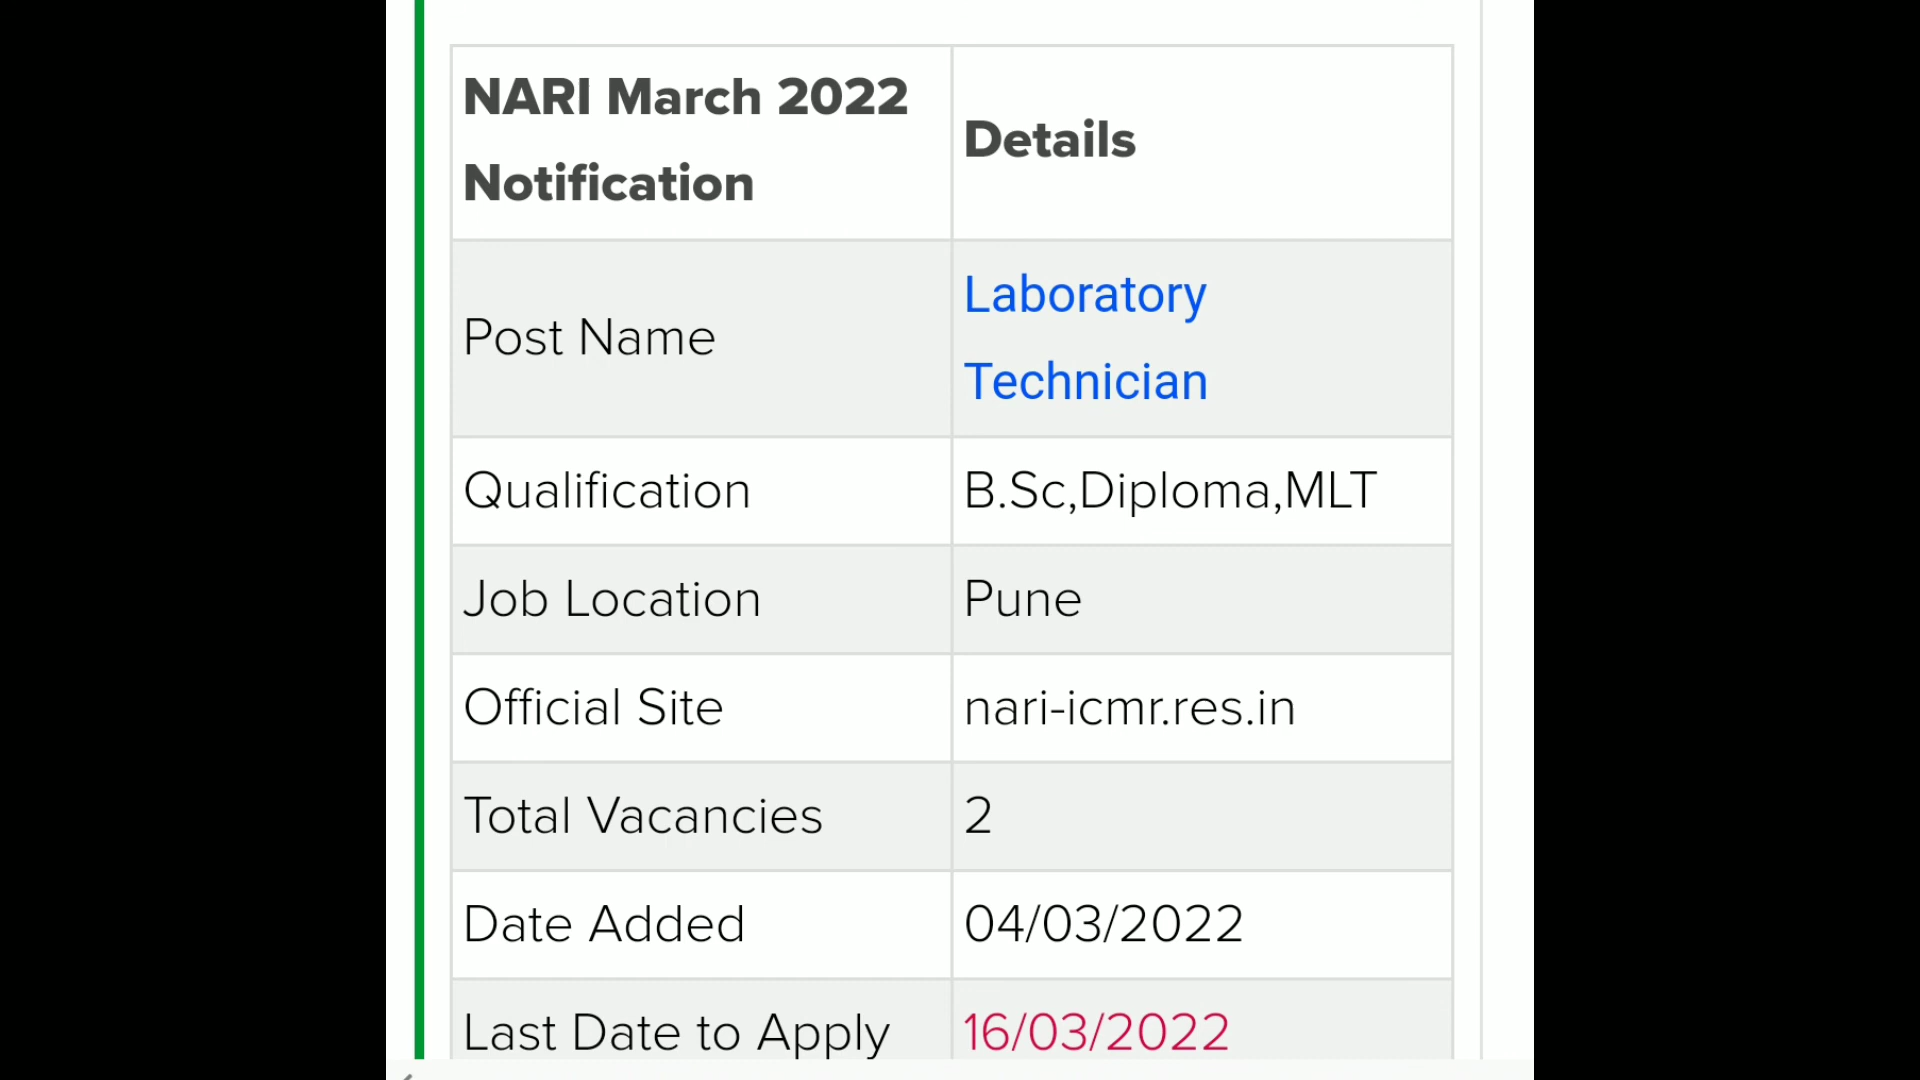 NARI March 2022
Notification
Details
Post Name
Laboratory
Technician
Qualification
B.Sc,Diploma,MLT
Job Location
Pune
Official Site
nari-icmr.res.in
Total Vacancies
2
Date Added
04/03/2022
Last Date to Apply
16/03/2022